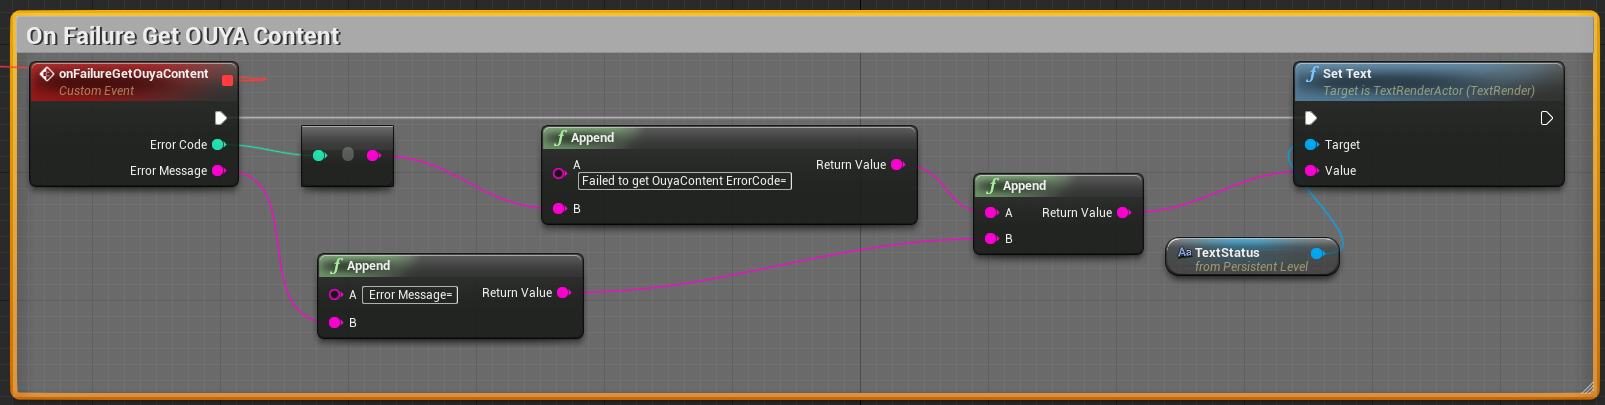 On Failure Get OUYA Content
onFailureGetOuyaContent
Custom Event
Error Code
Error Message
Append
A
Failed to get OuyaContent ErrorCode=
B
Return Value
Append
A
Error Message=
B
Return Value
Append
A
B
Return Value
Set Text
Target is TextRenderActor (TextRender)
Target
Value
Aa TextStatus
from Persistent Level